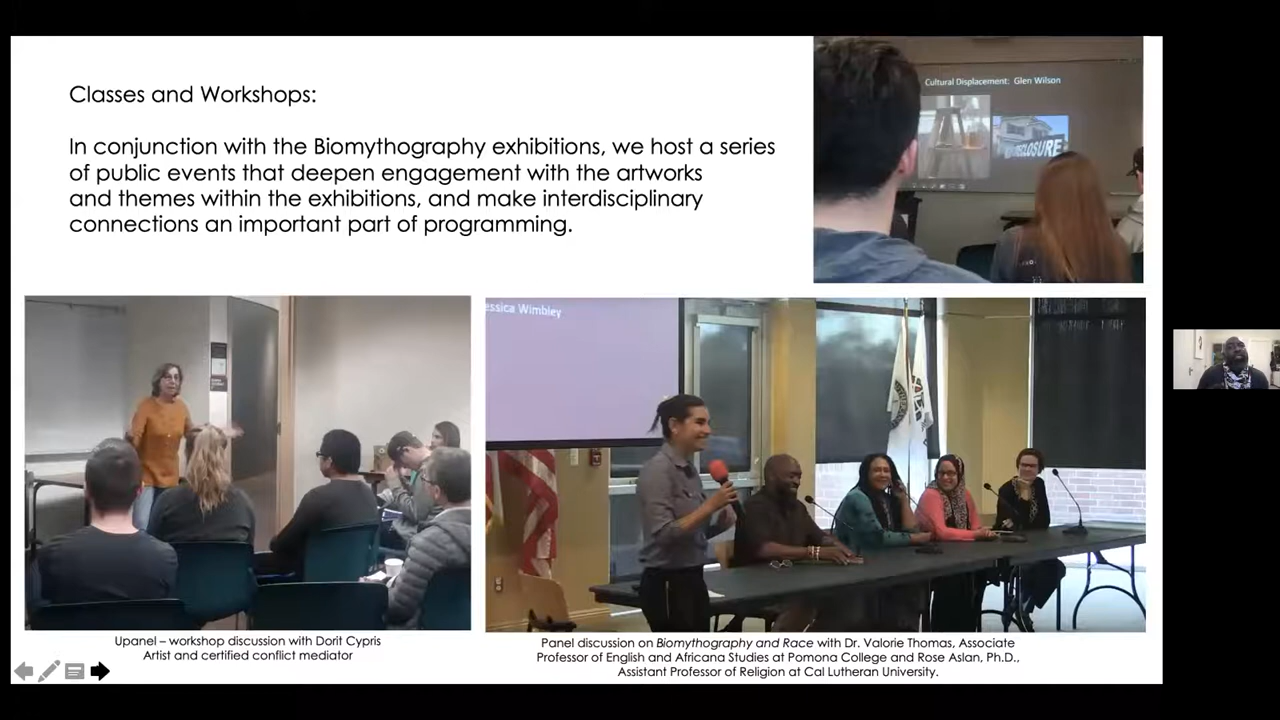 Classes and Workshops:
In conjunction with the Biomythography exhibitions, we host a series
of public events that deepen engagement with the artworks
and themes within the exhibitions, and make interdisciplinary
connections an important part of programming.
Cultural Displacement: Glen Wilson
Wimbley
Upanel – workshop discussion with Dorit Cypris
Artist and certified conflict mediator
Panel discussion on Biomythography and Race with Dr. Valorie Thomas, Associate
Professor of English and Africana Studies at Pomona College and Rose Aslan, Ph.D.,
Assistant Professor of Religion at Cal Lutheran University.